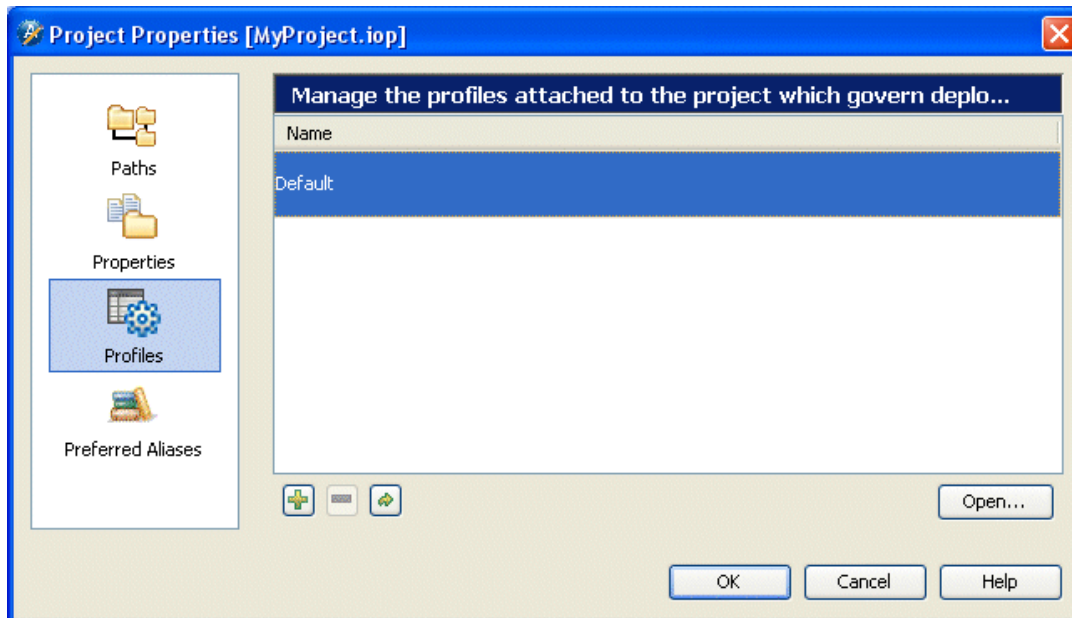 Project Properties [MyProject.iop]
Manage the profiles attached to the project which govern deplo...
Name
Default
Paths
Properties
Profiles
Preferred Aliases
Open...
OK
Cancel
Help